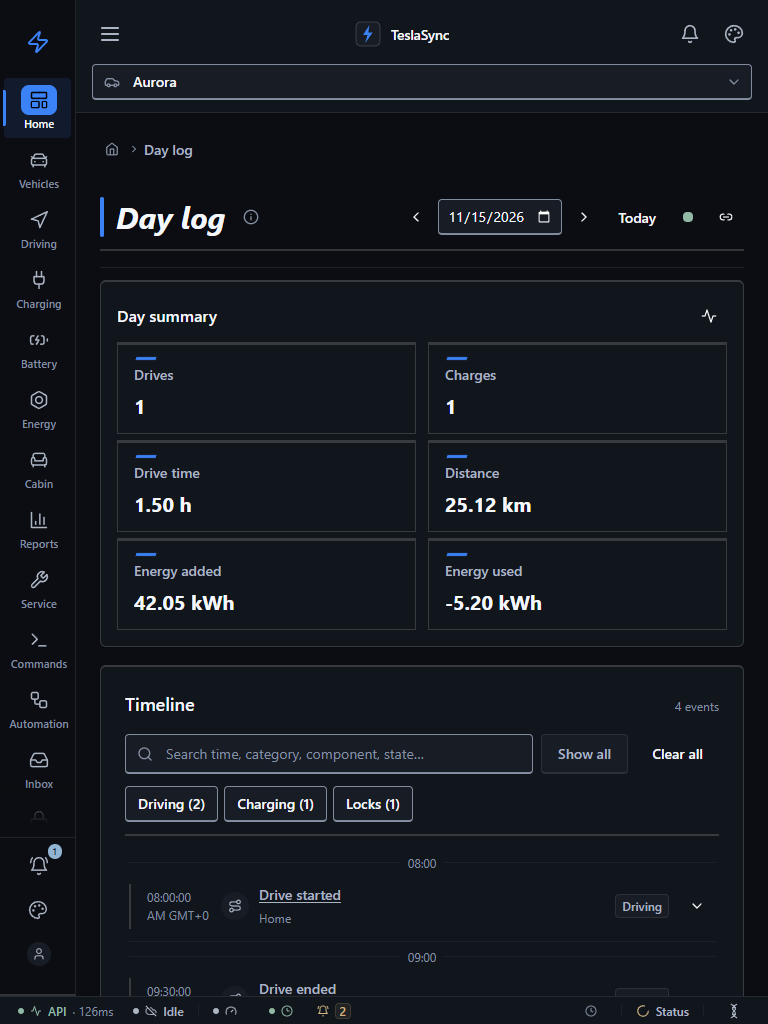 TeslaSync
Aurora
Home
Vehicles
Driving
Charging
Battery
Energy
Cabin
Reports
Service
Commands
Automation
Inbox
1
Day log
Day log
11/15/2026
Today
Day summary
Drives
1
Charges
1
Drive time
1.50 h
Distance
25.12 km
Energy added
42.05 kWh
Energy used
-5.20 kWh
Timeline
4 events
Search time, category, component, state...
Show all
Clear all
Driving (2)
Charging (1)
Locks (1)
08:00
08:00:00
AM GMT+0
Drive started
Home
Driving
09:00
09:30:00
Drive ended
API · 126ms
Idle
2
Status